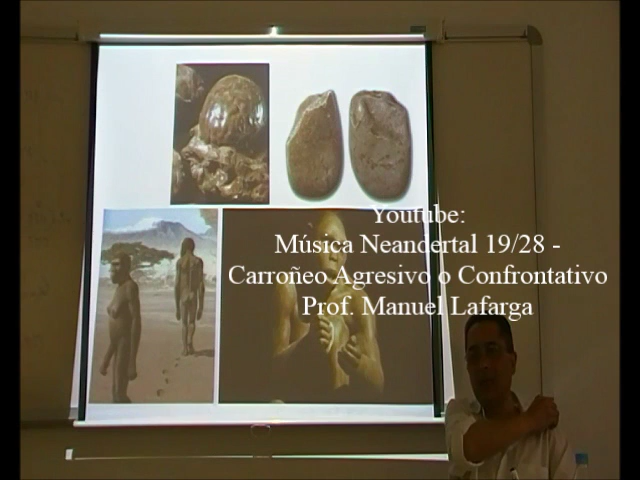 Youtube:
Música Neandertal 19/28 -
Carroñeo Agresivo o Confrontativo
Prof. Manuel Lafarga